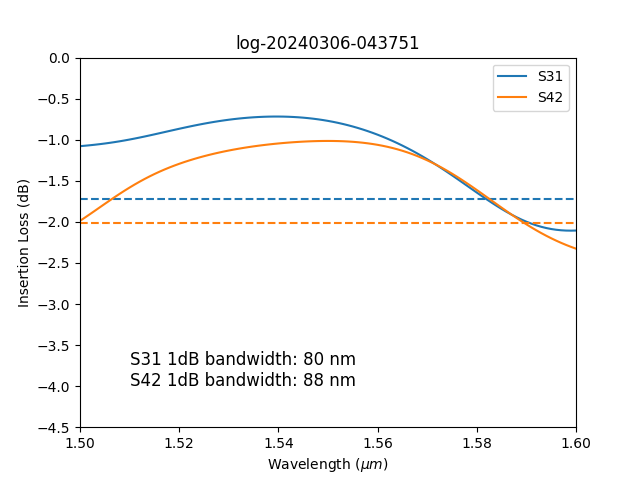 log-20240306-043751
Insertion Loss (dB)
0.0
−0.5
−1.0
−1.5
−2.0
−2.5
−3.0
−3.5
−4.0
−4.5
S31
S42
S31 1dB bandwidth: 80 nm
S42 1dB bandwidth: 88 nm
1.50 1.52 1.54 1.56 1.58 1.60
Wavelength (μm)